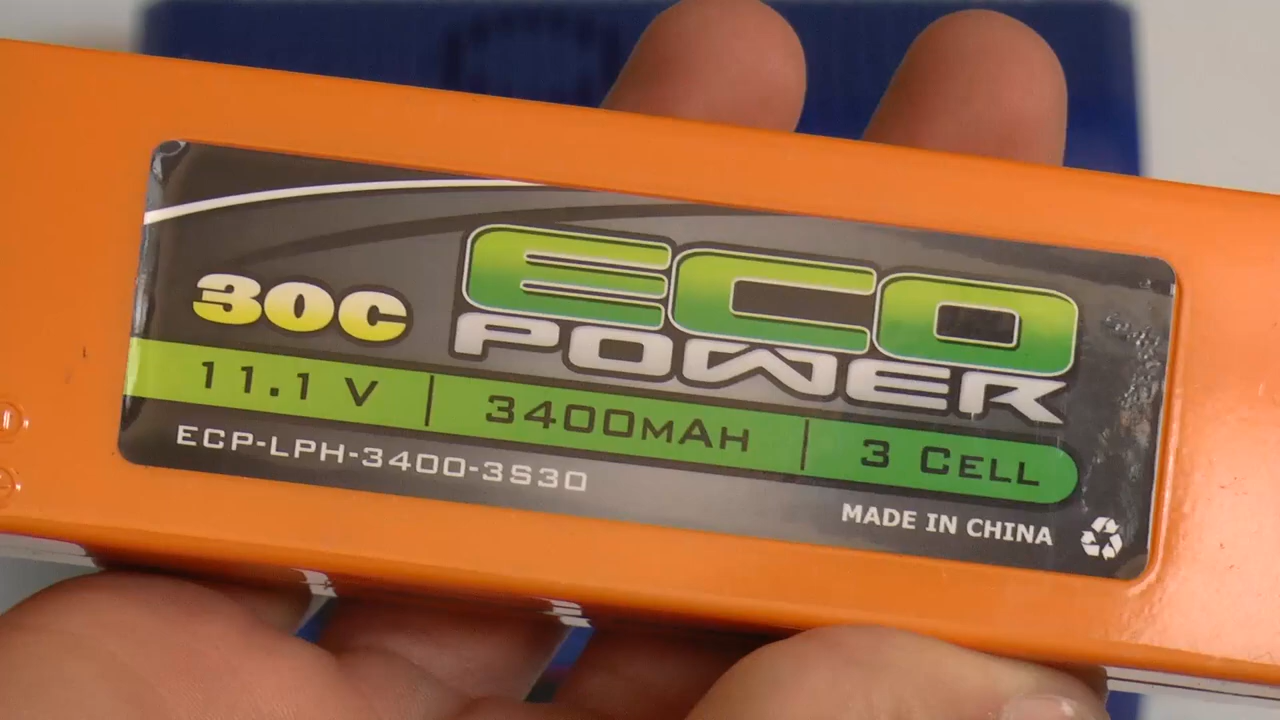 ECO
POWER
30C
11.1 V | 3400MAH | 3 CELL
ECP-LPH-3400-3S30
MADE IN CHINA